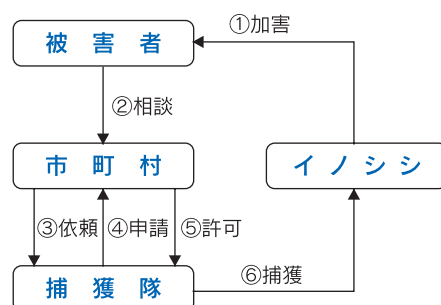 ①加害
被害者
②相談
市町村
イノシシ
③依頼 ④申請 ⑤許可
⑥捕獲
捕獲隊